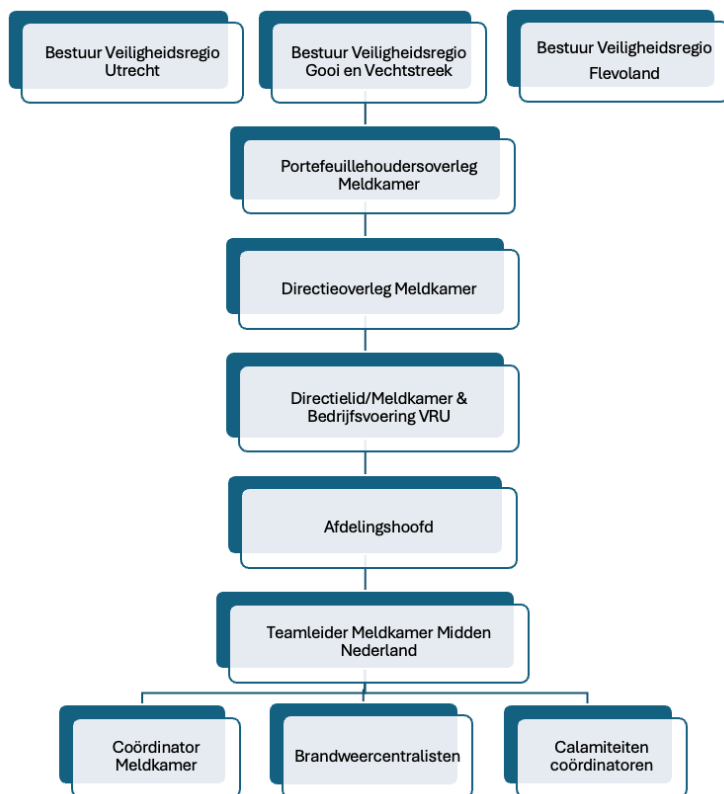 Bestuur Veiligheidsregio
Utrecht
Bestuur Veiligheidsregio
Gooi en Vechtstreek
Bestuur Veiligheidsregio
Flevoland
Portefeuillehoudersoverleg
Meldkamer
Directieoverleg Meldkamer
Directielid/Meldkamer &
Bedrijfsvoering VRU
Afdelingshoofd
Teamleider Meldkamer Midden
Nederland
Coördinator
Meldkamer
Brandweercentralisten
Calamiteiten
coördinatoren